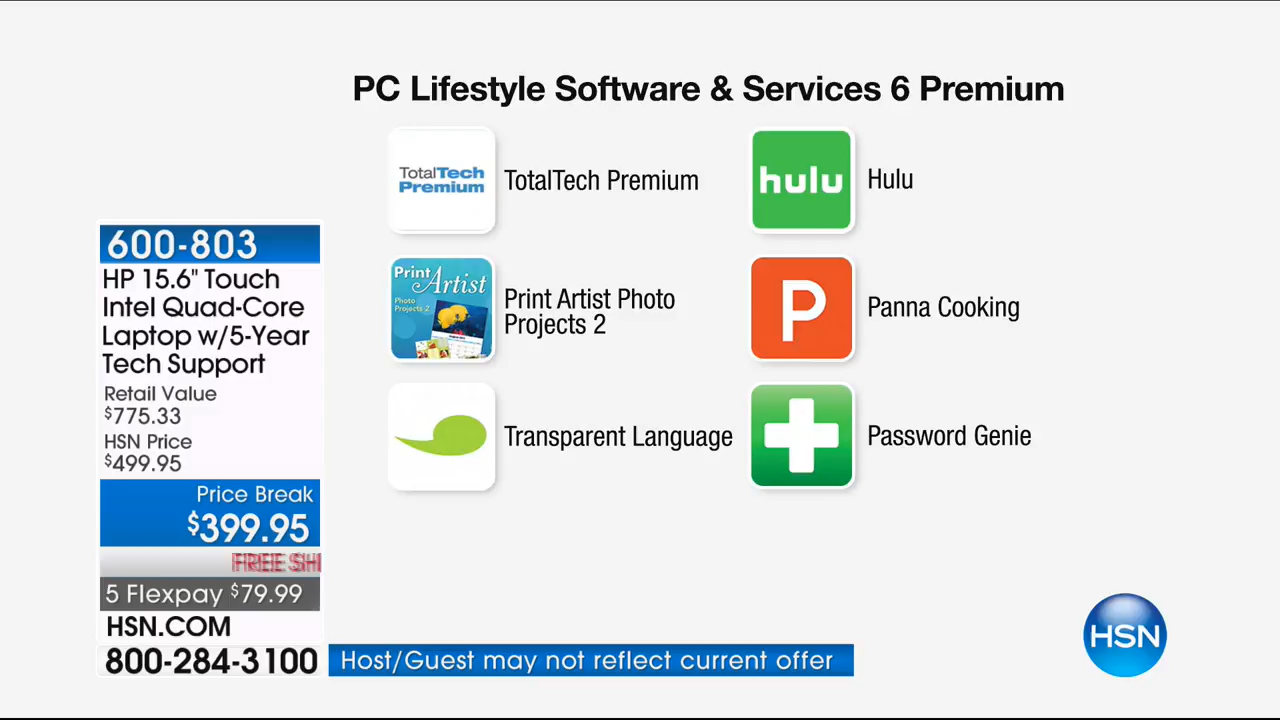 PC Lifestyle Software & Services 6 Premium
TotalTech
Premium
TotalTech Premium
hulu
Hulu
Print
Artist
Photo
Projects 2
Print Artist Photo
Projects 2
P
Panna Cooking
Transparent Language
Password Genie
600-803
HP 15.6" Touch
Intel Quad-Core
Laptop w/5-Year
Tech Support
Retail Value
$775.33
HSN Price
$499.95
Price Break
$399.95
FREE SH
5 Flexpay $79.99
HSN.COM
800-284-3100
Host/Guest may not reflect current offer
HSN